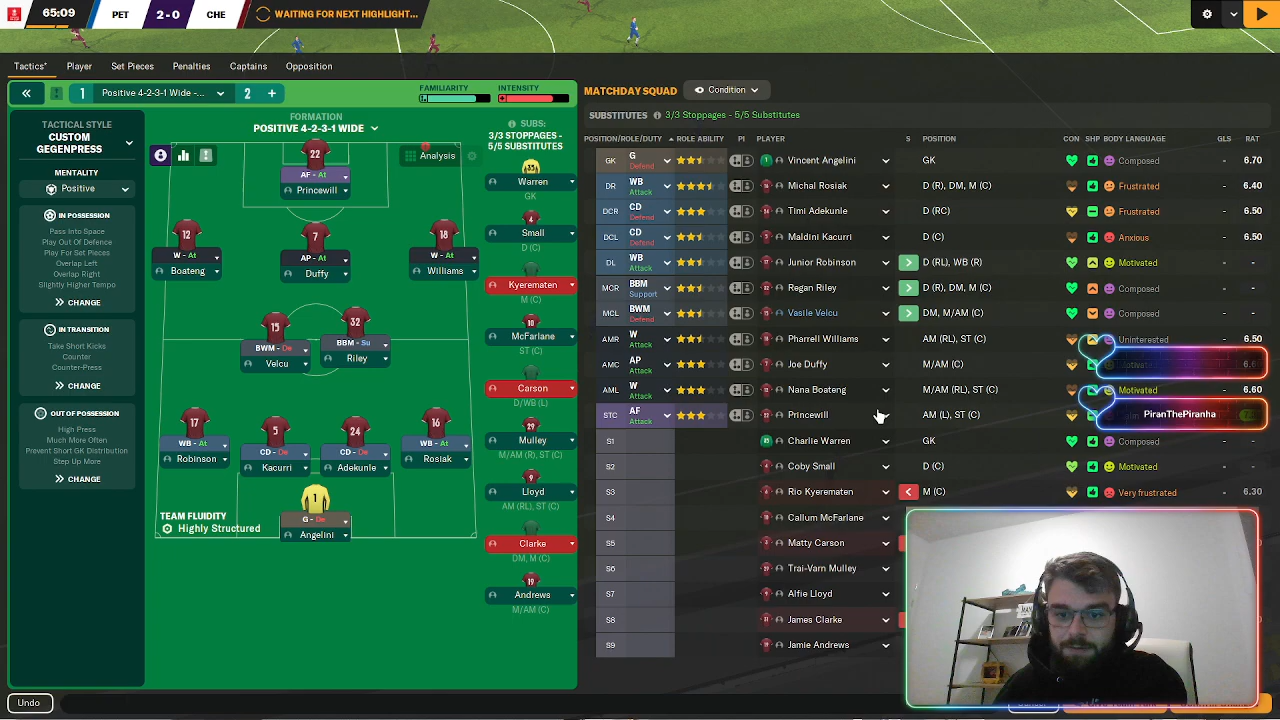 65:09 PET 2 - 0 CHE WAITING FOR NEXT HIGHLIGHT...
Tactics* Player Set Pieces Penalties Captains Opposition
1 Positive 4-2-3-1 Wide -... 2 +
FAMILIARITY INTENSITY
TACTICAL STYLE
CUSTOM
GEGENPRESS
MENTALITY
Positive
IN POSSESSION
Pass Into Space
Play Out Of Defence
Play For Set Pieces
Overlap Left
Overlap Right
Slightly Higher Tempo
CHANGE
IN TRANSITION
Take Short Kicks
Counter
Counter-Press
CHANGE
OUT OF POSSESSION
High Press
Much More Often
Prevent Short GK Distribution
Step Up More
CHANGE
FORMATION
POSITIVE 4-2-3-1 WIDE
Analysis
22
AF - At
Princewill
12 7 18
W - At AP - At W - At
Boateng Duffy Williams
15 32
BWM - De BBM - Su
Velcu Riley
17 5 24 16
WB - At CD - De CD - De WB - At
Robinson Kacurri Adekunle Rosiak
1
G - De
Angelini
TEAM FLUIDITY
Highly Structured
SUBS:
3/3 STOPPAGES -
5/5 SUBSTITUTES
35
Warren
GK
4
Small
D (C)
Kyerematen
M (C)
10
McFarlane
ST (C)
Carson
D/WB (L)
29
Mulley
M/AM (R), ST (C)
9
Lloyd
AM (RL), ST (C)
Clarke
DM, M (C)
19
Andrews
M/AM (C)
MATCHDAY SQUAD Condition
SUBSTITUTES 3/3 Stoppages - 5/5 Substitutes
POSITION/ROLE/DUTY ROLE ABILITY PI PLAYER S POSITION CON SHP BODY LANGUAGE GLS RAT
GK G Defend Vincent Angelini GK Composed - 6.70
DR WB Attack Michal Rosiak D (R), DM, M (C) Frustrated - 6.40
DCR CD Defend Timi Adekunle D (RC) Frustrated - 6.50
DCL CD Defend Maldini Kacurri D (C) Anxious - 6.50
DL WB Attack Junior Robinson D (RL), WB (R) Motivated - -
MCR BBM Support Regan Riley D (R), DM, M (C) Composed - -
MCL BWM Defend Vasile Velcu DM, M/AM (C) Composed - -
AMR W Attack Pharrell Williams AM (RL), ST (C) Uninterested - 6.50
AMC AP Attack Joe Duffy M/AM (C)
AML W Attack Nana Boateng M/AM (RL), ST (C) Motivated - 6.60
STC AF Attack Princewill AM (L), ST (C) PiranThePiranha
S1 Charlie Warren GK Composed - -
S2 Coby Small D (C) Motivated - -
S3 Rio Kyerematen M (C) Very frustrated - 6.30
S4 Callum McFarlane
S5 Matty Carson
S6 Trai-Varn Mulley
S7 Alfie Lloyd
S8 James Clarke
S9 Jamie Andrews
Undo